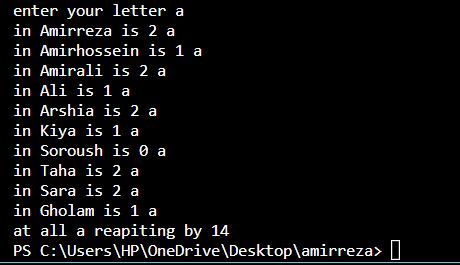 enter your letter a
in Amirreza is 2 a
in Amirhossein is 1 a
in Amirali is 2 a
in Ali is 1 a
in Arshia is 2 a
in Kiya is 1 a
in Soroush is 0 a
in Taha is 2 a
in Sara is 2 a
in Gholam is 1 a
at all a reapiting by 14
PS C:\Users\HP\OneDrive\Desktop\amirreza>